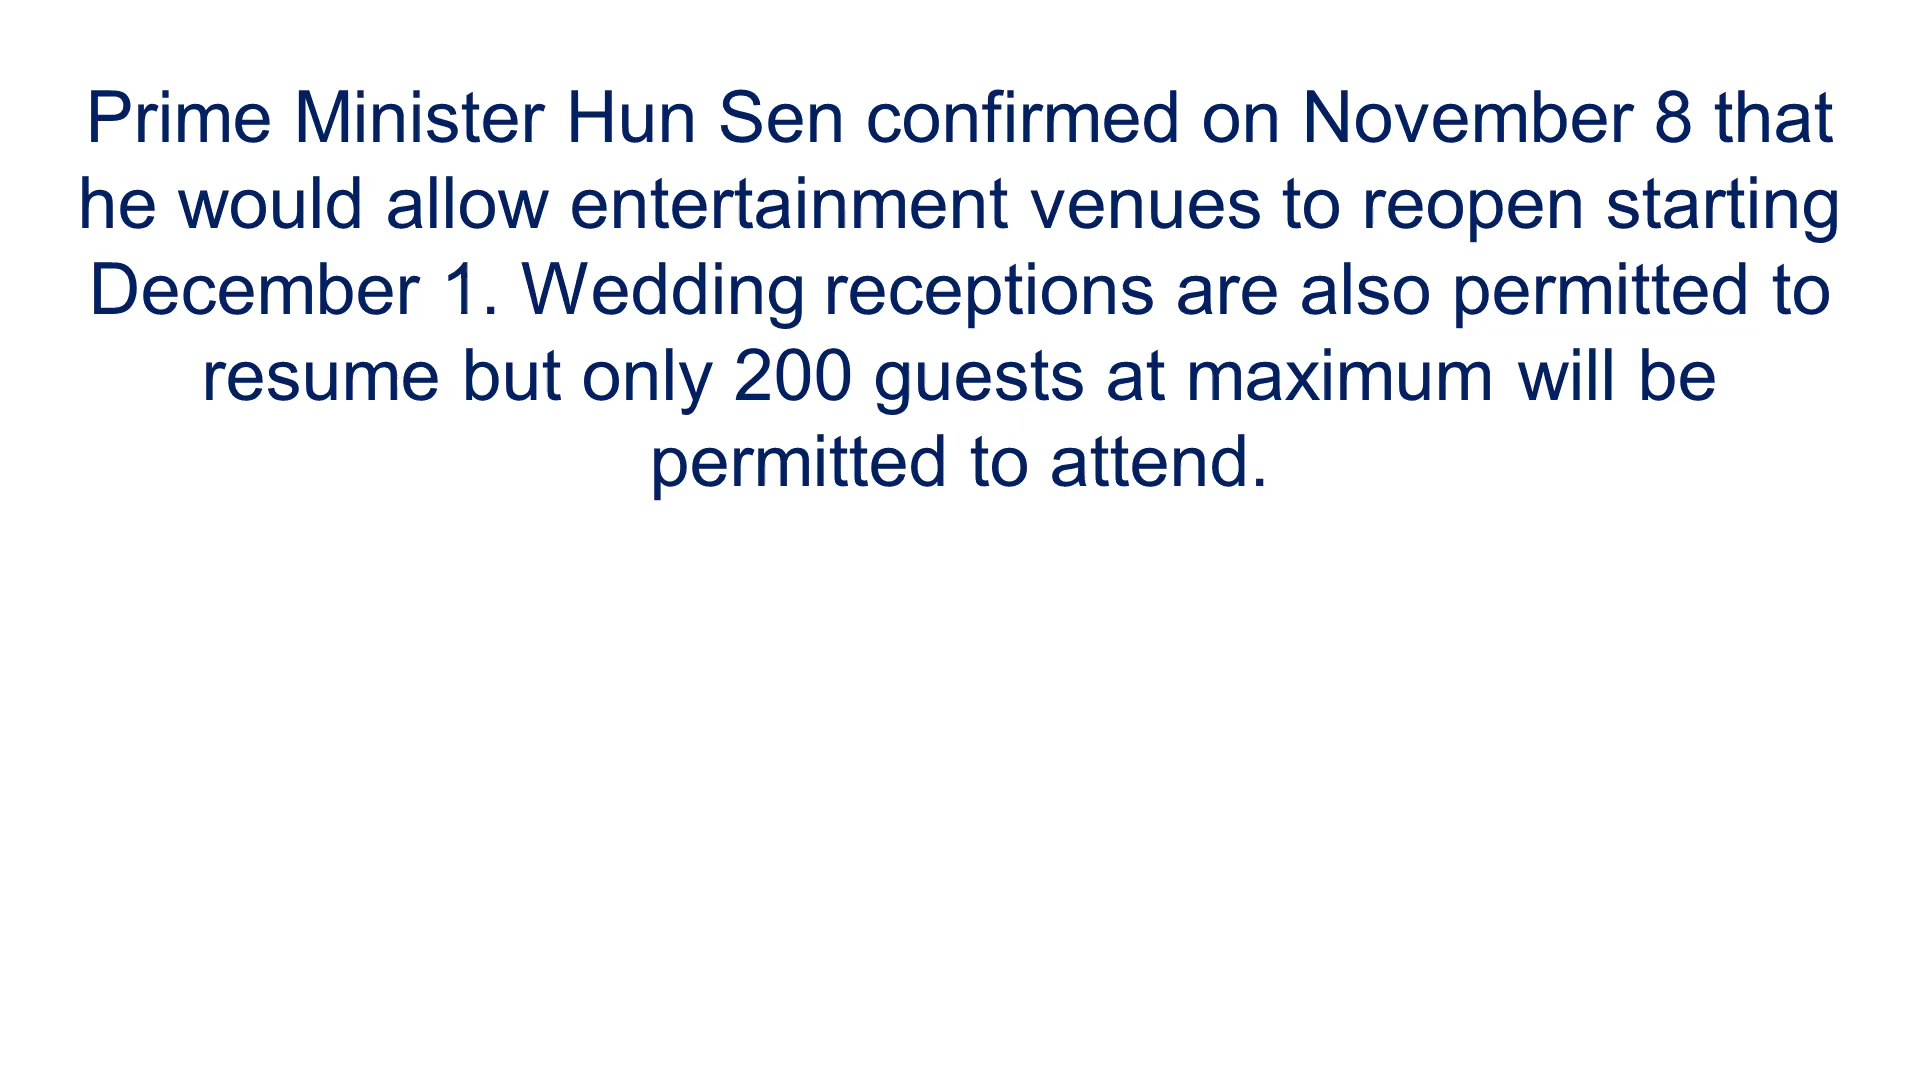 Prime Minister Hun Sen confirmed on November 8 that
he would allow entertainment venues to reopen starting
December 1. Wedding receptions are also permitted to
resume but only 200 guests at maximum will be
permitted to attend.